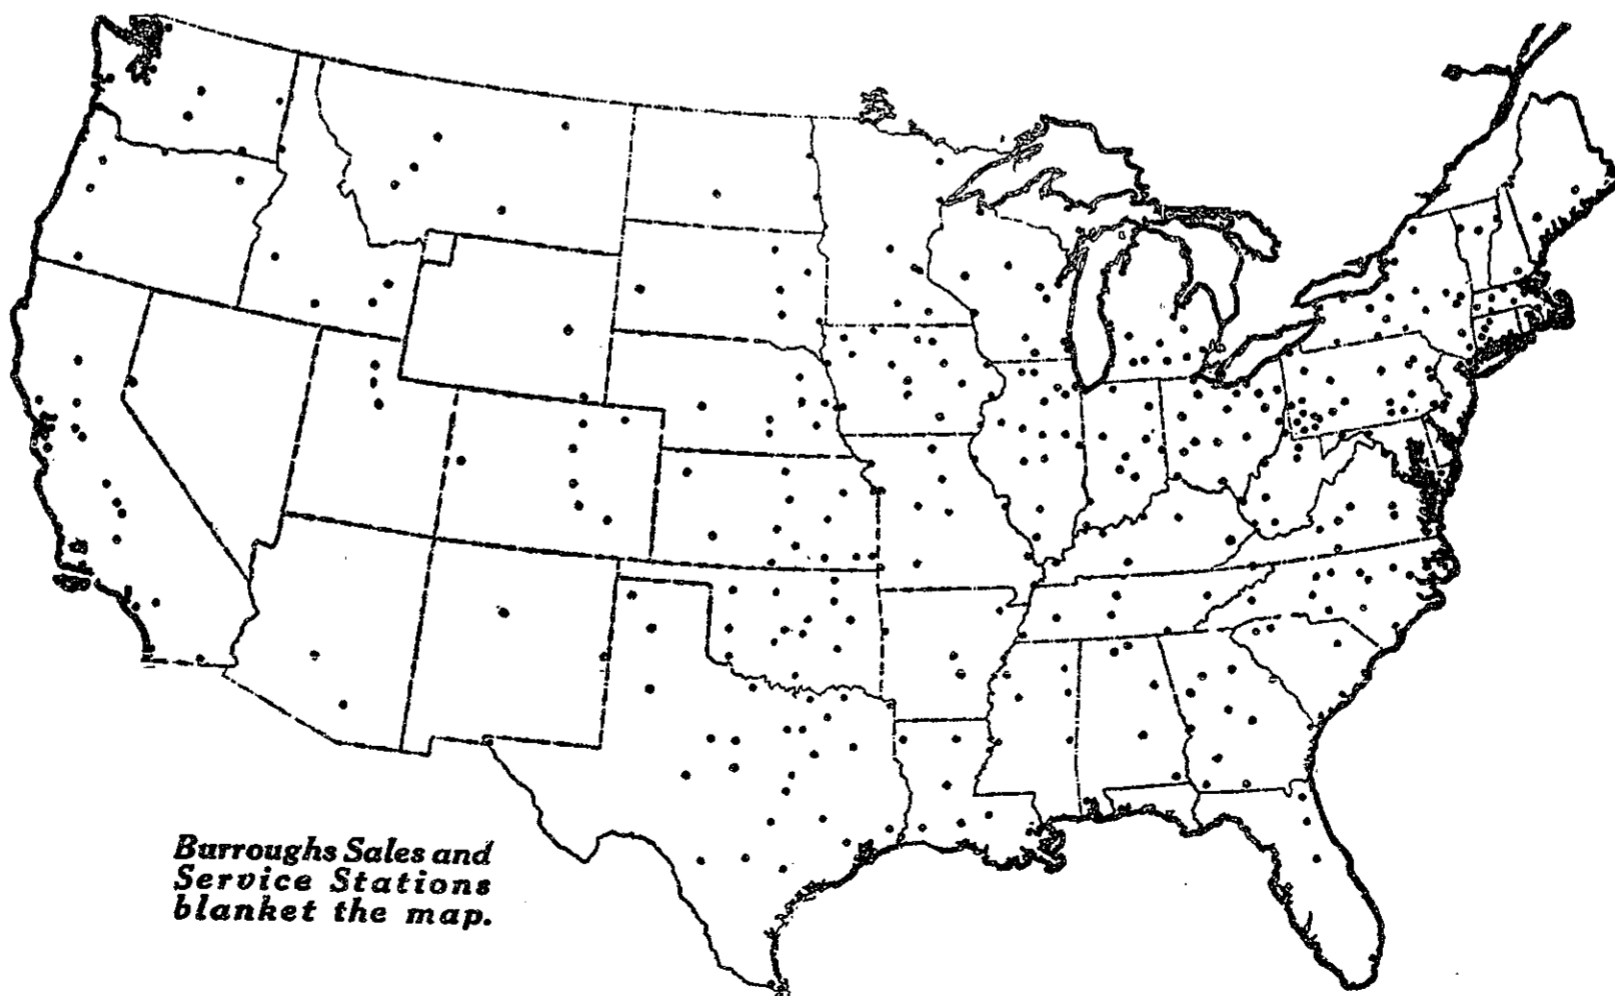 Burroughs Sales and
Service Stations
blanket the map.